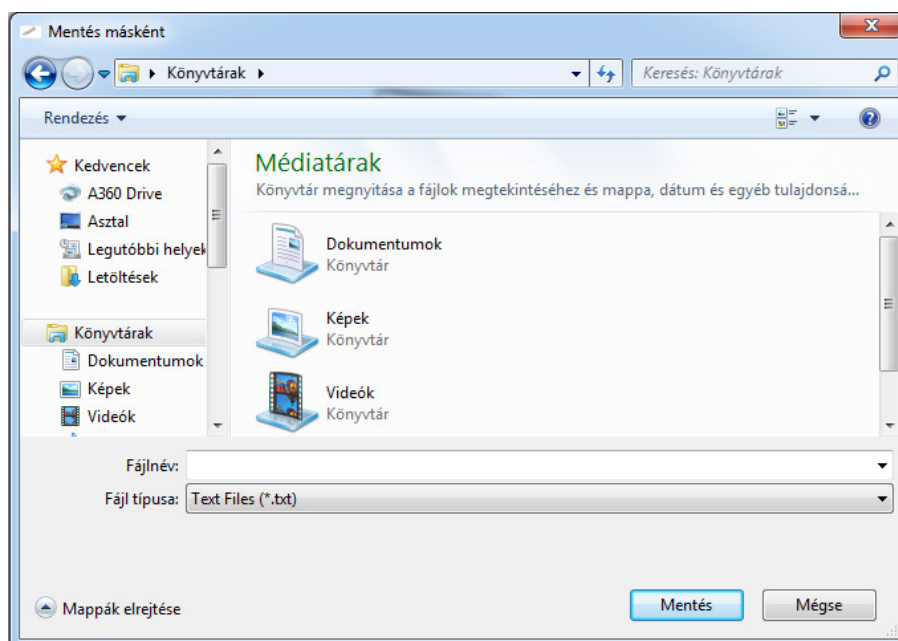 Mentés másként
Könyvtárak
Keresés: Könyvtárak
Rendezés
Kedvencek
A360 Drive
Asztal
Legutóbbi helyek
Letöltések
Könyvtárak
Dokumentumok
Képek
Videók
Médiatárak
Könyvtár megnyitása a fájlok megtekintéséhez és mappa, dátum és egyéb tulajdonsá...
Dokumentumok
Könyvtár
Képek
Könyvtár
Videók
Könyvtár
Fájlnév:
Fájl típusa: Text Files (*.txt)
Mappák elrejtése
Mentés
Mégse